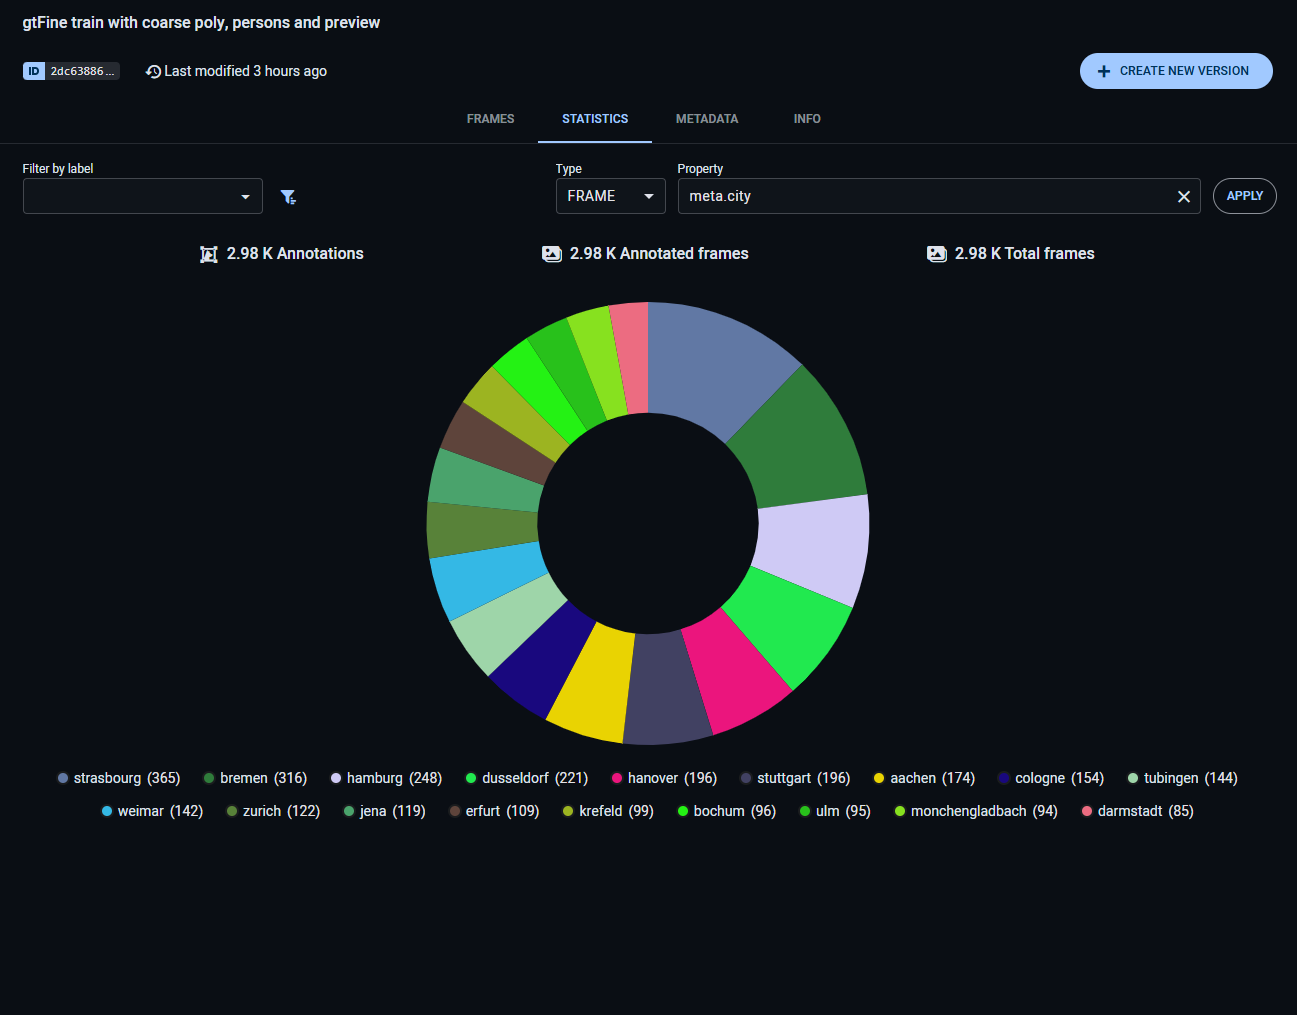 gtFine train with coarse poly, persons and preview
ID 2dc63886 ...
Last modified 3 hours ago
CREATE NEW VERSION
FRAMES STATISTICS METADATA INFO
Filter by label
Type Property
FRAME meta.city APPLY
2.98 K Annotations 2.98 K Annotated frames 2.98 K Total frames
strasbourg (365) bremen (316) hamburg (248) dusseldorf (221) hanover (196) stuttgart (196) aachen (174) cologne (154) tubingen (144)
weimar (142) zurich (122) jena (119) erfurt (109) krefeld (99) bochum (96) ulm (95) monchengladbach (94) darmstadt (85)